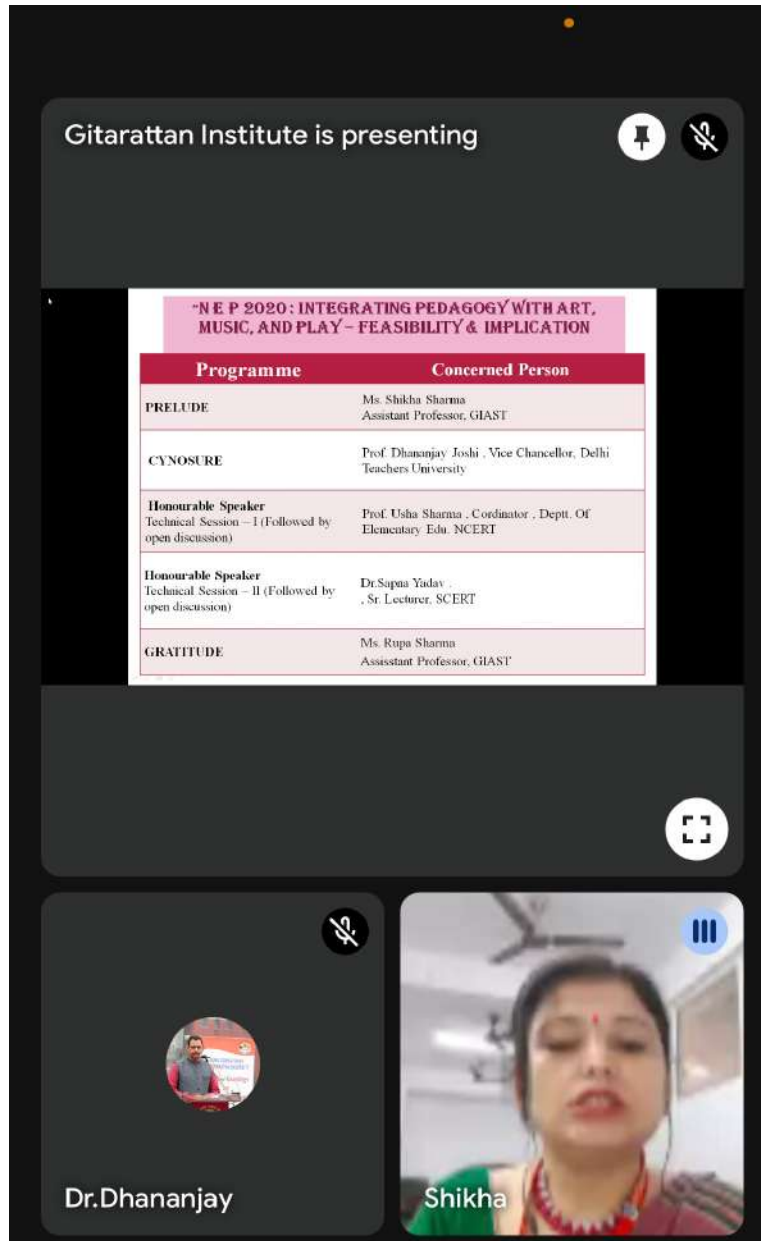 Gitarattan Institute is presenting
"N E P 2020 : INTEGRATING PEDAGOGY WITH ART,
MUSIC, AND PLAY – FEASIBILITY & IMPLICATION
Programme Concerned Person
PRELUDE
Ms. Shikha Sharma
Assistant Professor, GIAST
CYNOSURE
Prof. Dhananjay Joshi , Vice Chancellor, Delhi
Teachers University
Honourable Speaker
Technical Session – I (Followed by
open discussion)
Prof. Usha Sharma , Cordinator , Deptt. Of
Elementary Edu. NCERT
Honourable Speaker
Technical Session – II (Followed by
open discussion)
Dr.Sapna Yadav .
, Sr. Lecturer, SCERT
GRATITUDE
Ms. Rupa Sharma
Assisstant Professor, GIAST
Dr.Dhananjay
Shikha